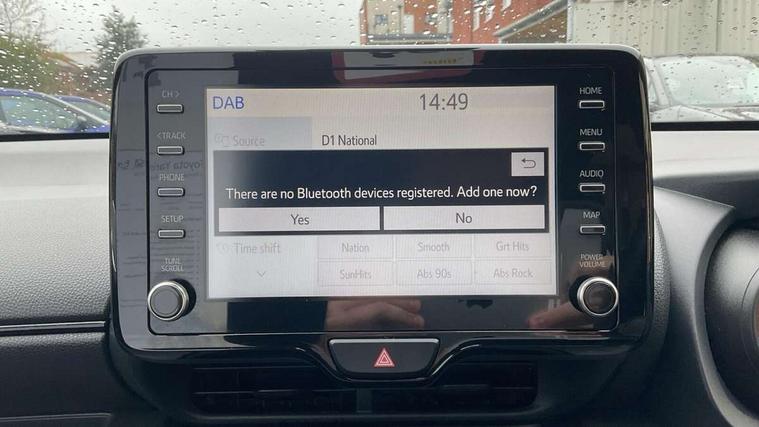 CH >
< TRACK
PHONE
SETUP
TUNE
SCROLL
DAB 14:49
Source D1 National
There are no Bluetooth devices registered. Add one now?
Yes No
Time shift Nation Smooth Grt Hits
SunHits Abs 90s Abs Rock
HOME
MENU
AUDIO
MAP
POWER
VOLUME